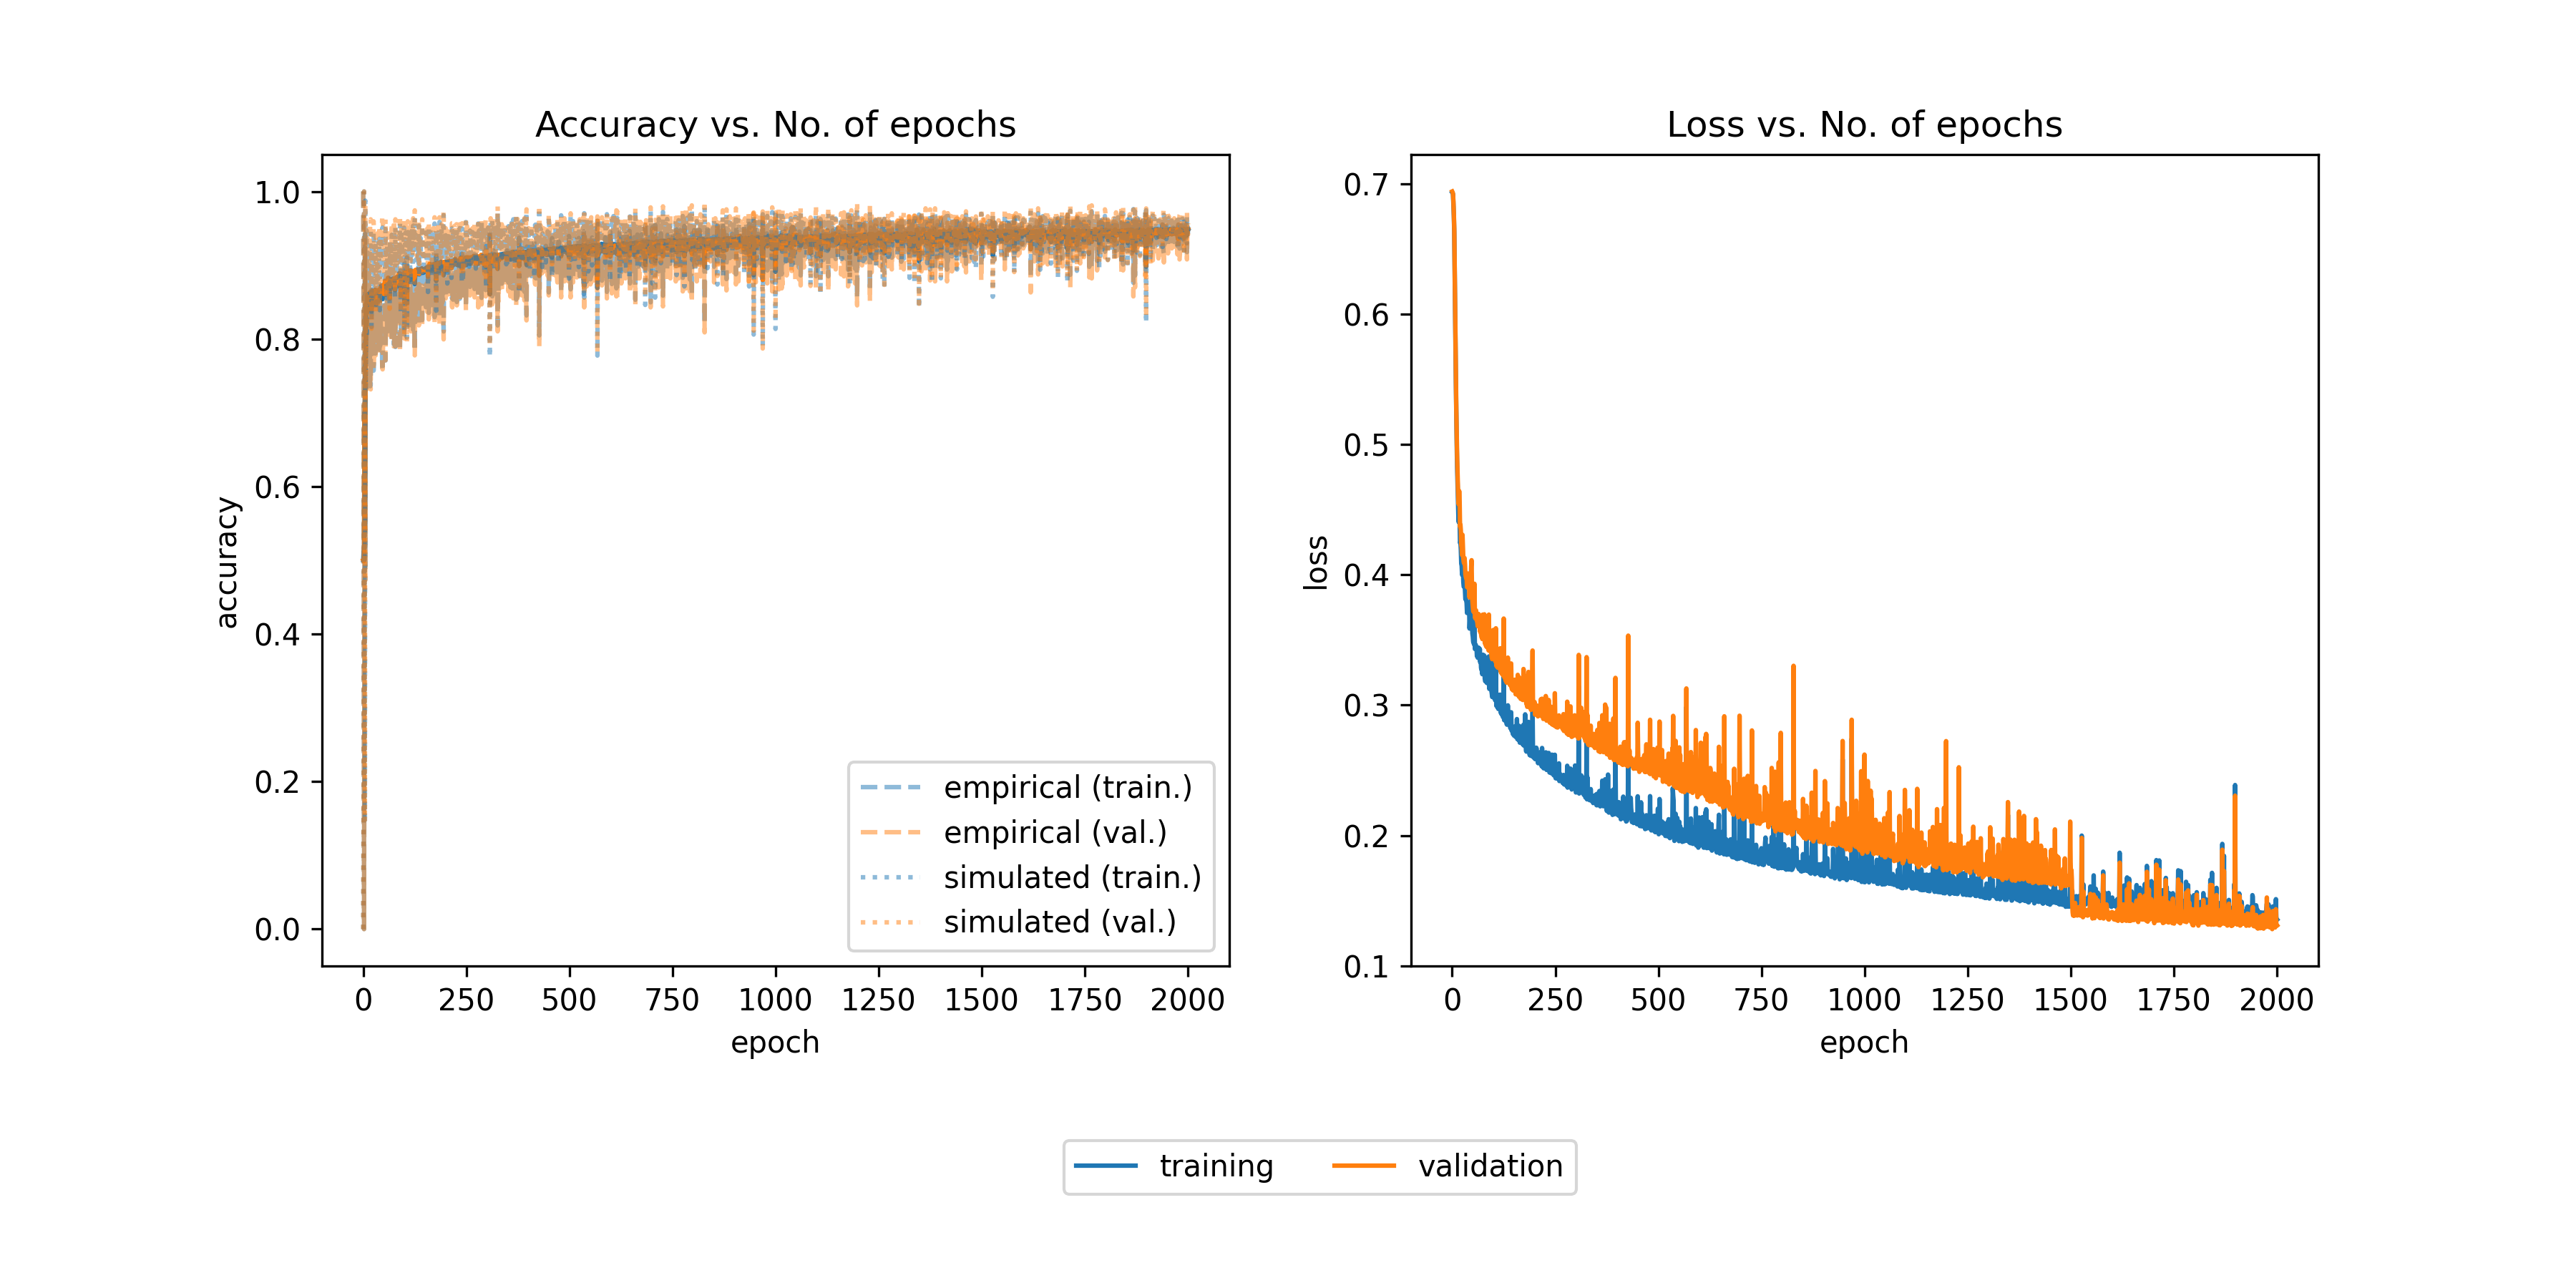 Accuracy vs. No. of epochs
1.0
0.8
0.6
0.4
0.2
0.0
accuracy
0 250 500 750 1000 1250 1500 1750 2000
epoch
empirical (train.)
empirical (val.)
simulated (train.)
simulated (val.)
Loss vs. No. of epochs
0.7
0.6
0.5
0.4
0.3
0.2
0.1
loss
0 250 500 750 1000 1250 1500 1750 2000
epoch
training validation